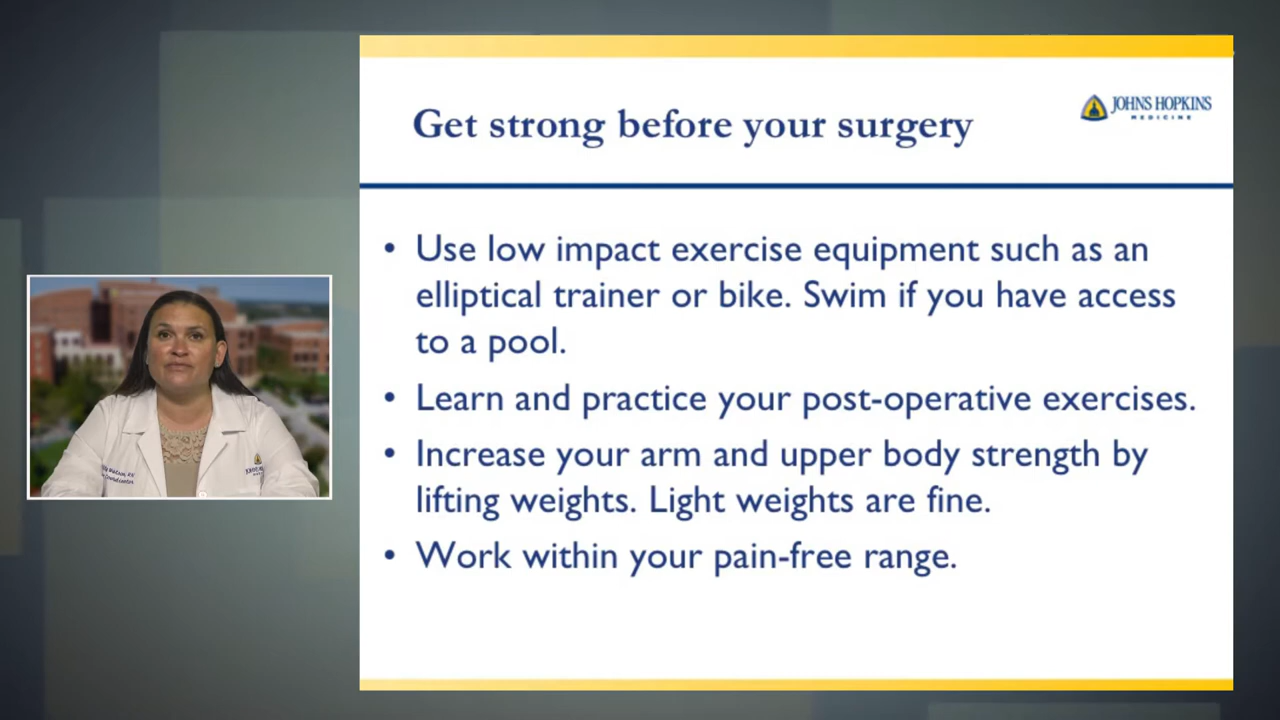 Get strong before your surgery
JOHNS HOPKINS
MEDICINE
• Use low impact exercise equipment such as an
elliptical trainer or bike. Swim if you have access
to a pool.
• Learn and practice your post-operative exercises.
• Increase your arm and upper body strength by
lifting weights. Light weights are fine.
• Work within your pain-free range.